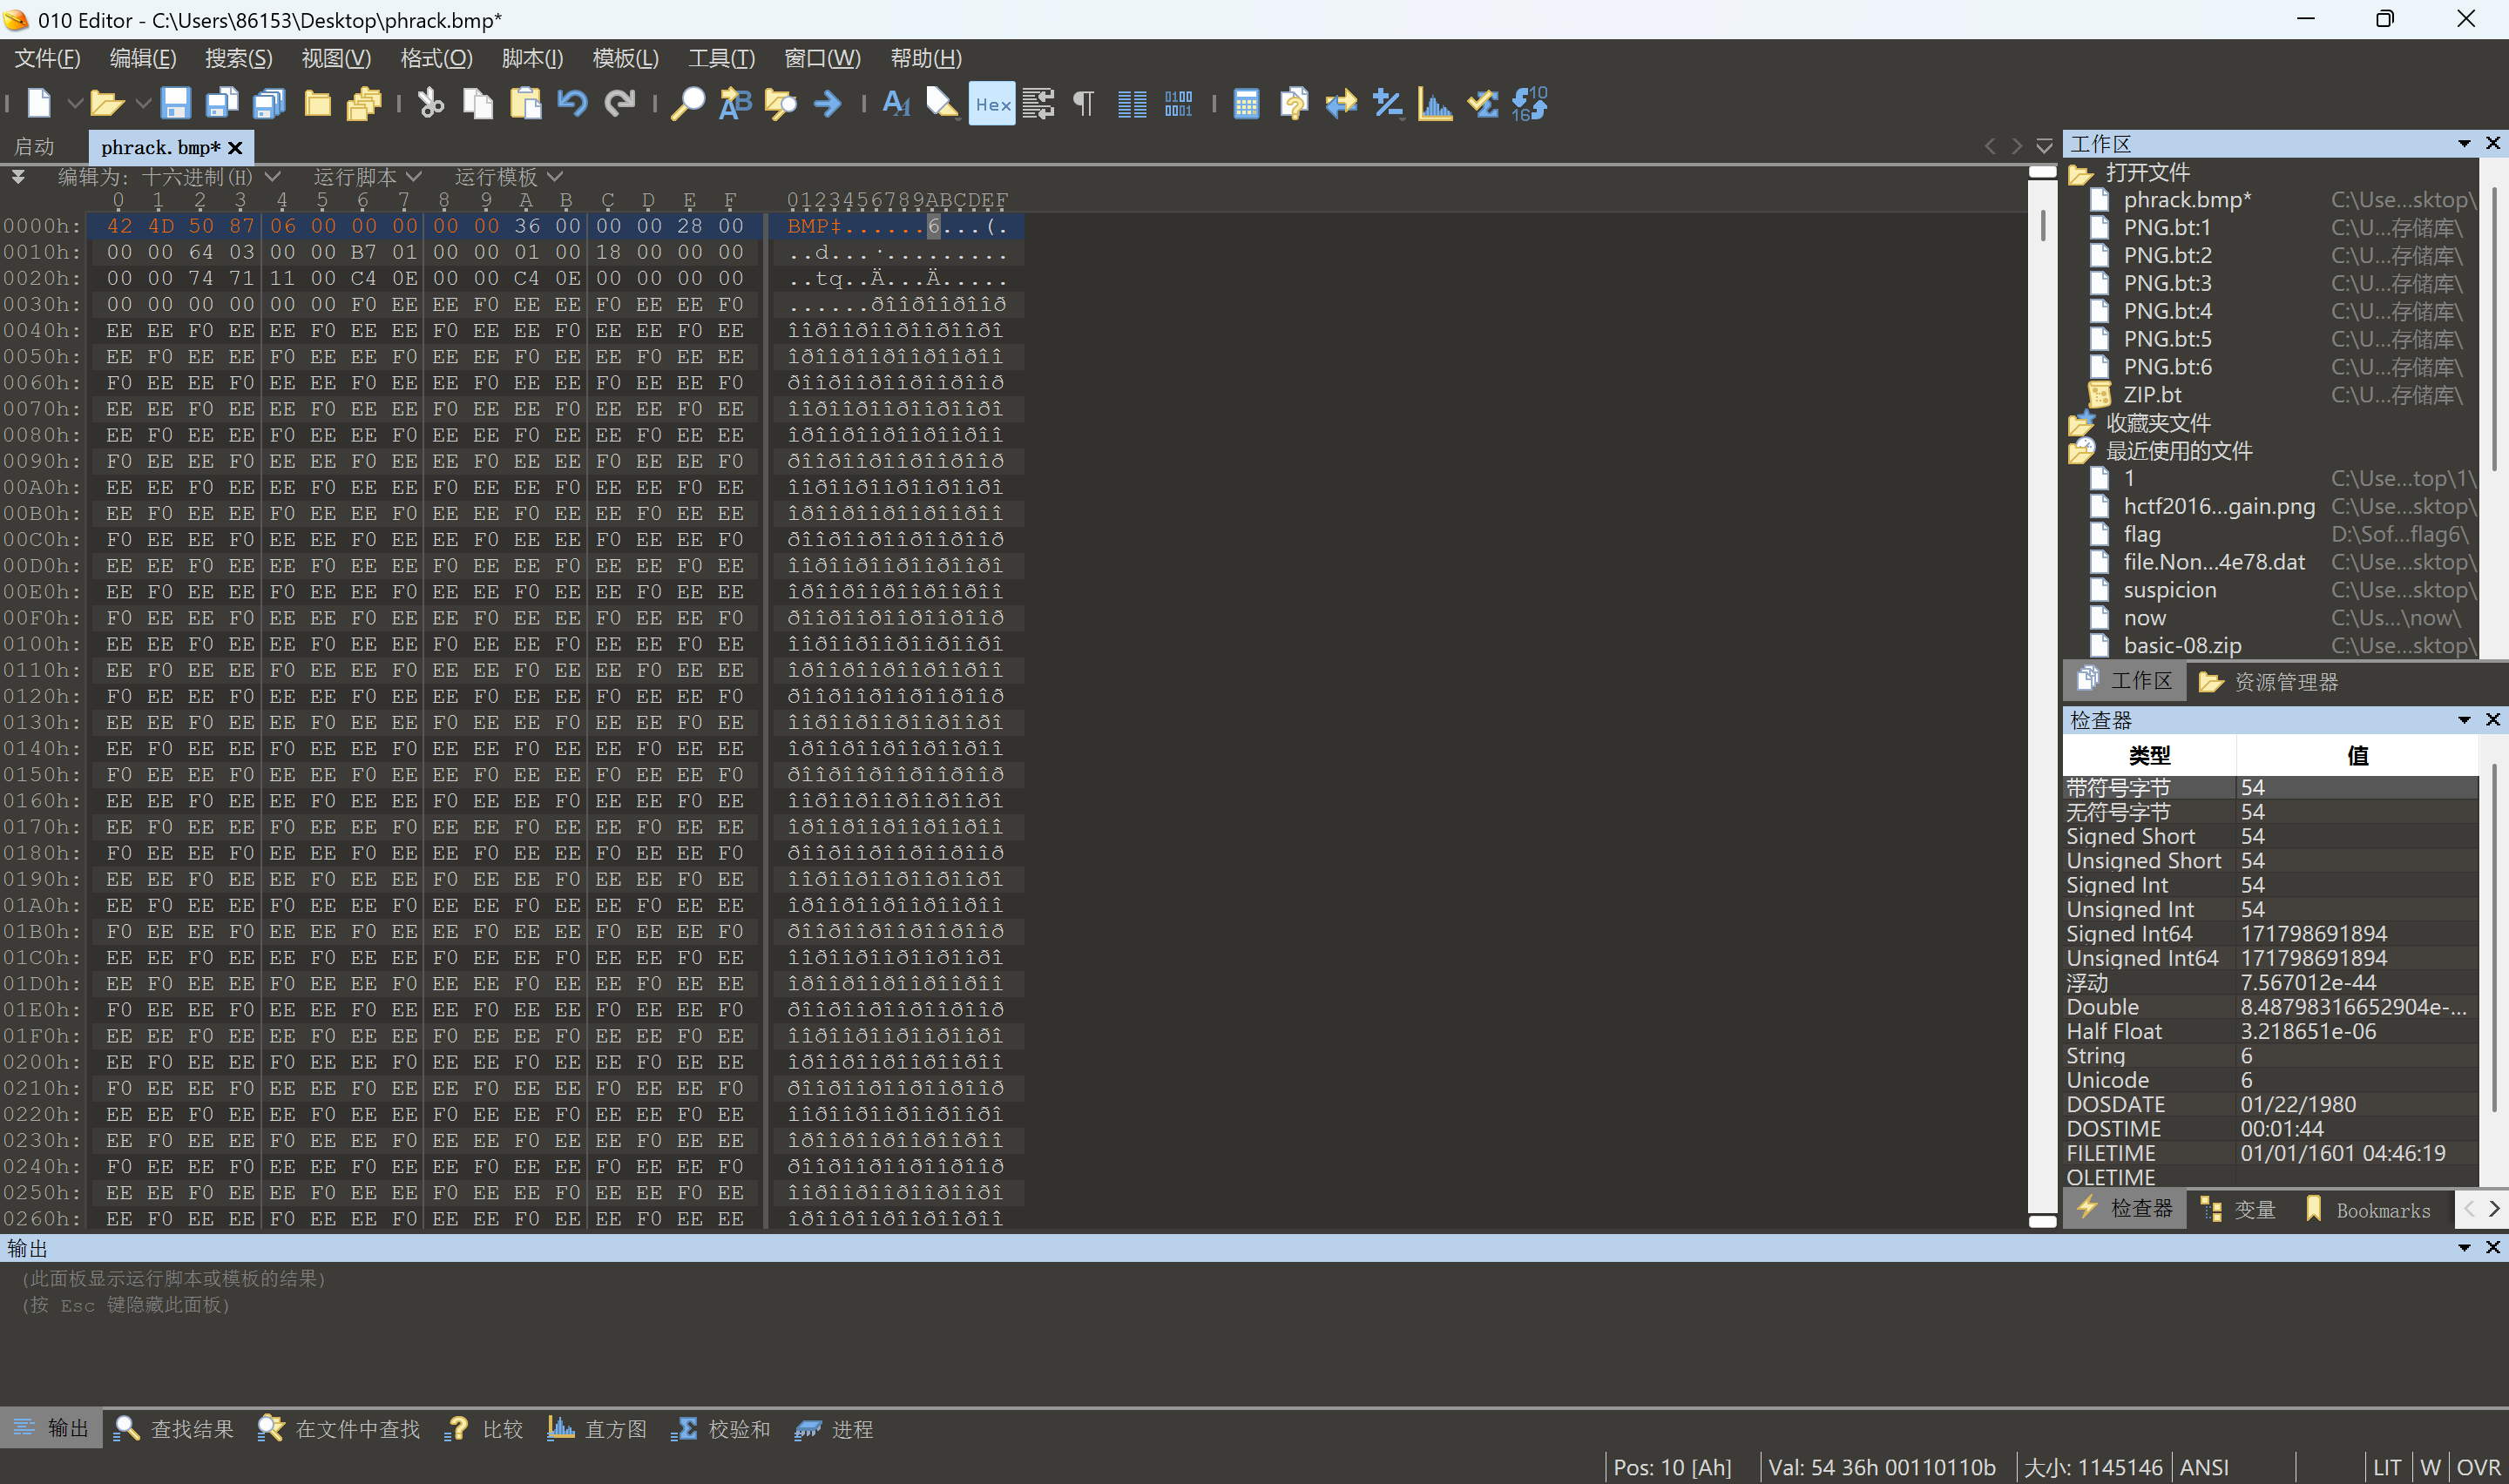 010 Editor - C:\Users\86153\Desktop\phrack.bmp*
文件(F) 编辑(E) 搜索(S) 视图(V) 格式(O) 脚本(I) 模板(L) 工具(T) 窗口(W) 帮助(H)
Hex
启动 phrack.bmp*
编辑为: 十六进制(H) 运行脚本 运行模板
0 1 2 3 4 5 6 7 8 9 A B C D E F 0123456789ABCDEF
0000h: 42 4D 50 87 06 00 00 00 00 00 36 00 00 00 28 00 BMP‡......6...(.
0010h: 00 00 64 03 00 00 B7 01 00 00 01 00 18 00 00 00 ..d...·.........
0020h: 00 00 74 71 11 00 C4 0E 00 00 C4 0E 00 00 00 00 ..tq..Ä...Ä.....
0030h: 00 00 00 00 00 00 F0 EE EE F0 EE EE F0 EE EE F0 ......ðîîðîîðîîð
0040h: EE EE F0 EE EE F0 EE EE F0 EE EE F0 EE EE F0 EE îîðîîðîîðîîðîîðî
0050h: EE F0 EE EE F0 EE EE F0 EE EE F0 EE EE F0 EE EE îðîîðîîðîîðîîðîî
0060h: F0 EE EE F0 EE EE F0 EE EE F0 EE EE F0 EE EE F0 ðîîðîîðîîðîîðîîð
0070h: EE EE F0 EE EE F0 EE EE F0 EE EE F0 EE EE F0 EE îîðîîðîîðîîðîîðî
0080h: EE F0 EE EE F0 EE EE F0 EE EE F0 EE EE F0 EE EE îðîîðîîðîîðîîðîî
0090h: F0 EE EE F0 EE EE F0 EE EE F0 EE EE F0 EE EE F0 ðîîðîîðîîðîîðîîð
00A0h: EE EE F0 EE EE F0 EE EE F0 EE EE F0 EE EE F0 EE îîðîîðîîðîîðîîðî
00B0h: EE F0 EE EE F0 EE EE F0 EE EE F0 EE EE F0 EE EE îðîîðîîðîîðîîðîî
00C0h: F0 EE EE F0 EE EE F0 EE EE F0 EE EE F0 EE EE F0 ðîîðîîðîîðîîðîîð
00D0h: EE EE F0 EE EE F0 EE EE F0 EE EE F0 EE EE F0 EE îîðîîðîîðîîðîîðî
00E0h: EE F0 EE EE F0 EE EE F0 EE EE F0 EE EE F0 EE EE îðîîðîîðîîðîîðîî
00F0h: F0 EE EE F0 EE EE F0 EE EE F0 EE EE F0 EE EE F0 ðîîðîîðîîðîîðîîð
0100h: EE EE F0 EE EE F0 EE EE F0 EE EE F0 EE EE F0 EE îîðîîðîîðîîðîîðî
0110h: EE F0 EE EE F0 EE EE F0 EE EE F0 EE EE F0 EE EE îðîîðîîðîîðîîðîî
0120h: F0 EE EE F0 EE EE F0 EE EE F0 EE EE F0 EE EE F0 ðîîðîîðîîðîîðîîð
0130h: EE EE F0 EE EE F0 EE EE F0 EE EE F0 EE EE F0 EE îîðîîðîîðîîðîîðî
0140h: EE F0 EE EE F0 EE EE F0 EE EE F0 EE EE F0 EE EE îðîîðîîðîîðîîðîî
0150h: F0 EE EE F0 EE EE F0 EE EE F0 EE EE F0 EE EE F0 ðîîðîîðîîðîîðîîð
0160h: EE EE F0 EE EE F0 EE EE F0 EE EE F0 EE EE F0 EE îîðîîðîîðîîðîîðî
0170h: EE F0 EE EE F0 EE EE F0 EE EE F0 EE EE F0 EE EE îðîîðîîðîîðîîðîî
0180h: F0 EE EE F0 EE EE F0 EE EE F0 EE EE F0 EE EE F0 ðîîðîîðîîðîîðîîð
0190h: EE EE F0 EE EE F0 EE EE F0 EE EE F0 EE EE F0 EE îîðîîðîîðîîðîîðî
01A0h: EE F0 EE EE F0 EE EE F0 EE EE F0 EE EE F0 EE EE îðîîðîîðîîðîîðîî
01B0h: F0 EE EE F0 EE EE F0 EE EE F0 EE EE F0 EE EE F0 ðîîðîîðîîðîîðîîð
01C0h: EE EE F0 EE EE F0 EE EE F0 EE EE F0 EE EE F0 EE îîðîîðîîðîîðîîðî
01D0h: EE F0 EE EE F0 EE EE F0 EE EE F0 EE EE F0 EE EE îðîîðîîðîîðîîðîî
01E0h: F0 EE EE F0 EE EE F0 EE EE F0 EE EE F0 EE EE F0 ðîîðîîðîîðîîðîîð
01F0h: EE EE F0 EE EE F0 EE EE F0 EE EE F0 EE EE F0 EE îîðîîðîîðîîðîîðî
0200h: EE F0 EE EE F0 EE EE F0 EE EE F0 EE EE F0 EE EE îðîîðîîðîîðîîðîî
0210h: F0 EE EE F0 EE EE F0 EE EE F0 EE EE F0 EE EE F0 ðîîðîîðîîðîîðîîð
0220h: EE EE F0 EE EE F0 EE EE F0 EE EE F0 EE EE F0 EE îîðîîðîîðîîðîîðî
0230h: EE F0 EE EE F0 EE EE F0 EE EE F0 EE EE F0 EE EE îðîîðîîðîîðîîðîî
0240h: F0 EE EE F0 EE EE F0 EE EE F0 EE EE F0 EE EE F0 ðîîðîîðîîðîîðîîð
0250h: EE EE F0 EE EE F0 EE EE F0 EE EE F0 EE EE F0 EE îîðîîðîîðîîðîîðî
0260h: EE F0 EE EE F0 EE EE F0 EE EE F0 EE EE F0 EE EE îðîîðîîðîîðîîðîî
工作区
打开文件
phrack.bmp* C:\Use...sktop\
PNG.bt:1 C:\U...存储库\
PNG.bt:2 C:\U...存储库\
PNG.bt:3 C:\U...存储库\
PNG.bt:4 C:\U...存储库\
PNG.bt:5 C:\U...存储库\
PNG.bt:6 C:\U...存储库\
ZIP.bt C:\U...存储库\
收藏夹文件
最近使用的文件
1 C:\Use...top\1\
hctf2016...gain.png C:\Use...sktop\
flag D:\Sof...flag6\
file.Non...4e78.dat C:\Use...sktop\
suspicion C:\Use...sktop\
now C:\Us...\now\
basic-08.zip C:\Use...sktop\
工作区 资源管理器
检查器
类型 值
带符号字节 54
无符号字节 54
Signed Short 54
Unsigned Short 54
Signed Int 54
Unsigned Int 54
Signed Int64 171798691894
Unsigned Int64 171798691894
浮动 7.567012e-44
Double 8.48798316652904e-...
Half Float 3.218651e-06
String 6
Unicode 6
DOSDATE 01/22/1980
DOSTIME 00:01:44
FILETIME 01/01/1601 04:46:19
OLETIME
检查器 变量 Bookmarks
输出
(此面板显示运行脚本或模板的结果)
(按 Esc 键隐藏此面板)
输出 查找结果 在文件中查找 比较 直方图 校验和 进程
Pos: 10 [Ah] Val: 54 36h 00110110b 大小: 1145146 ANSI LIT W OVR